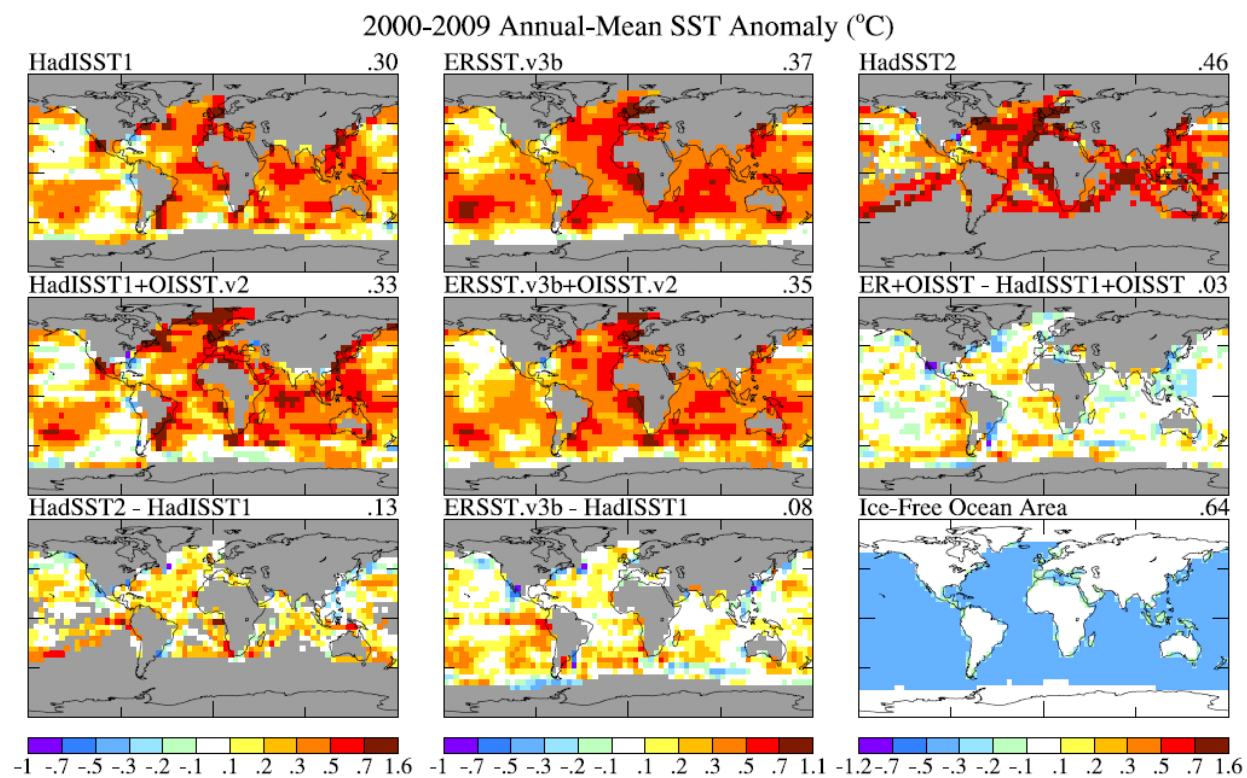 2000-2009 Annual-Mean SST Anomaly (°C)
HadISST1 .30
ERSST.v3b .37
HadSST2 .46
HadISST1+OISST.v2 .33
ERSST.v3b+OISST.v2 .35
ER+OISST - HadISST1+OISST .03
HadSST2 - HadISST1 .13
ERSST.v3b - HadISST1 .08
Ice-Free Ocean Area .64
-1 -.7 -.5 -.3 -.2 -.1 .1 .2 .3 .5 .7 1.6
-1 -.7 -.5 -.3 -.2 -.1 .1 .2 .3 .5 .7 1.1
-1.2 -.7 -.5 -.3 -.2 -.1 .1 .2 .3 .5 .7 1.6